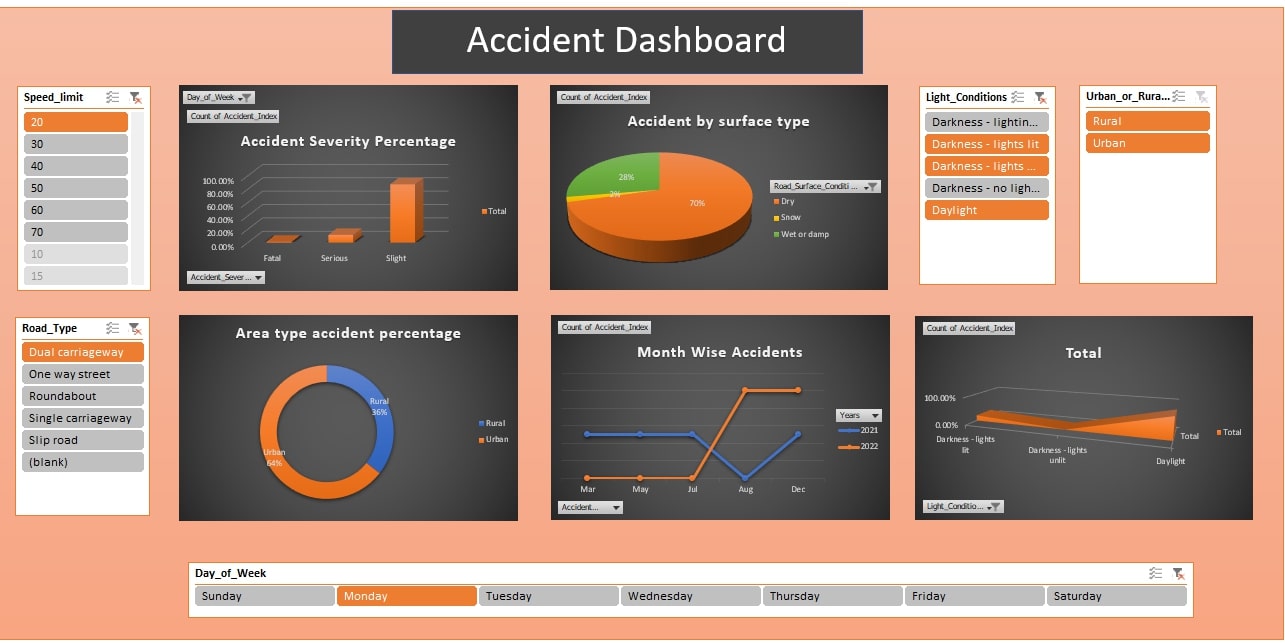 Accident Dashboard
Speed_limit
20
30
40
50
60
70
10
15
Day_of_Week
Count of Accident_Index
Accident Severity Percentage
100.00%
80.00%
60.00%
40.00%
20.00%
0.00%
Fatal Serious Slight
Total
Accident_Sever...
Count of Accident_Index
Accident by surface type
28%
2%
70%
Road_Surface_Conditi ...
Dry
Snow
Wet or damp
Light_Conditions
Darkness - lightin...
Darkness - lights lit
Darkness - lights ...
Darkness - no ligh...
Daylight
Urban_or_Rura...
Rural
Urban
Road_Type
Dual carriageway
One way street
Roundabout
Single carriageway
Slip road
(blank)
Area type accident percentage
Rural
36%
Urban
64%
Rural
Urban
Count of Accident_Index
Month Wise Accidents
Years
2021
2022
Mar May Jul Aug Dec
Accident...
Count of Accident_Index
Total
100.00%
0.00%
Darkness - lights
lit
Darkness - lights
unlit
Daylight
Total
Total
Light_Conditio...
Day_of_Week
Sunday Monday Tuesday Wednesday Thursday Friday Saturday